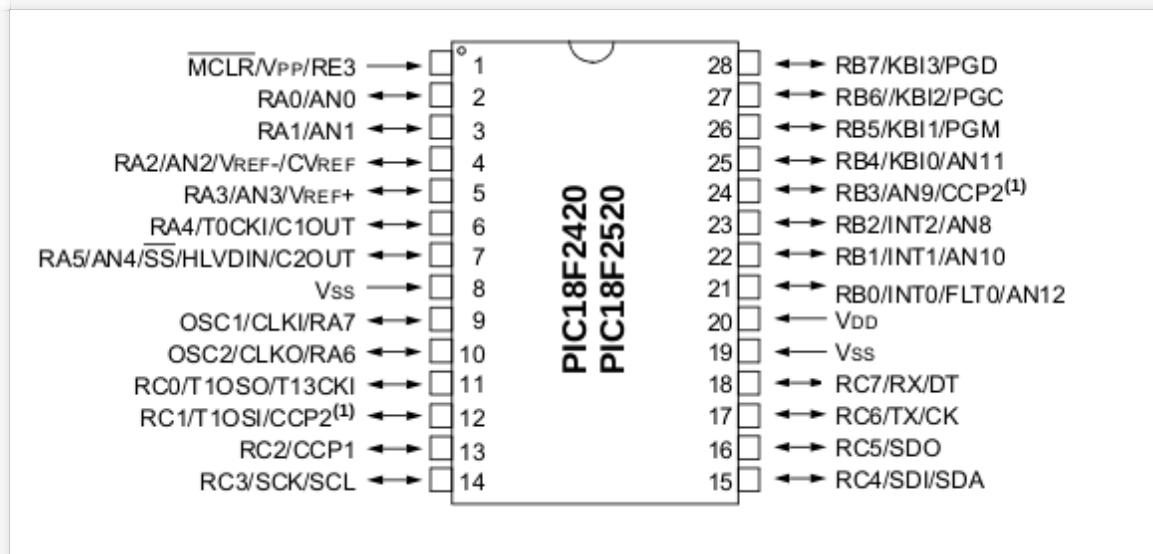 MCLR/VPP/RE3 1
RA0/AN0 2
RA1/AN1 3
RA2/AN2/VREF-/CVREF 4
RA3/AN3/VREF+ 5
RA4/T0CKI/C1OUT 6
RA5/AN4/SS/HLVDIN/C2OUT 7
VSS 8
OSC1/CLKI/RA7 9
OSC2/CLKO/RA6 10
RC0/T1OSO/T13CKI 11
RC1/T1OSI/CCP2(1) 12
RC2/CCP1 13
RC3/SCK/SCL 14
PIC18F2420
PIC18F2520
28 RB7/KBI3/PGD
27 RB6//KBI2/PGC
26 RB5/KBI1/PGM
25 RB4/KBI0/AN11
24 RB3/AN9/CCP2(1)
23 RB2/INT2/AN8
22 RB1/INT1/AN10
21 RB0/INT0/FLT0/AN12
20 VDD
19 VSS
18 RC7/RX/DT
17 RC6/TX/CK
16 RC5/SDO
15 RC4/SDI/SDA